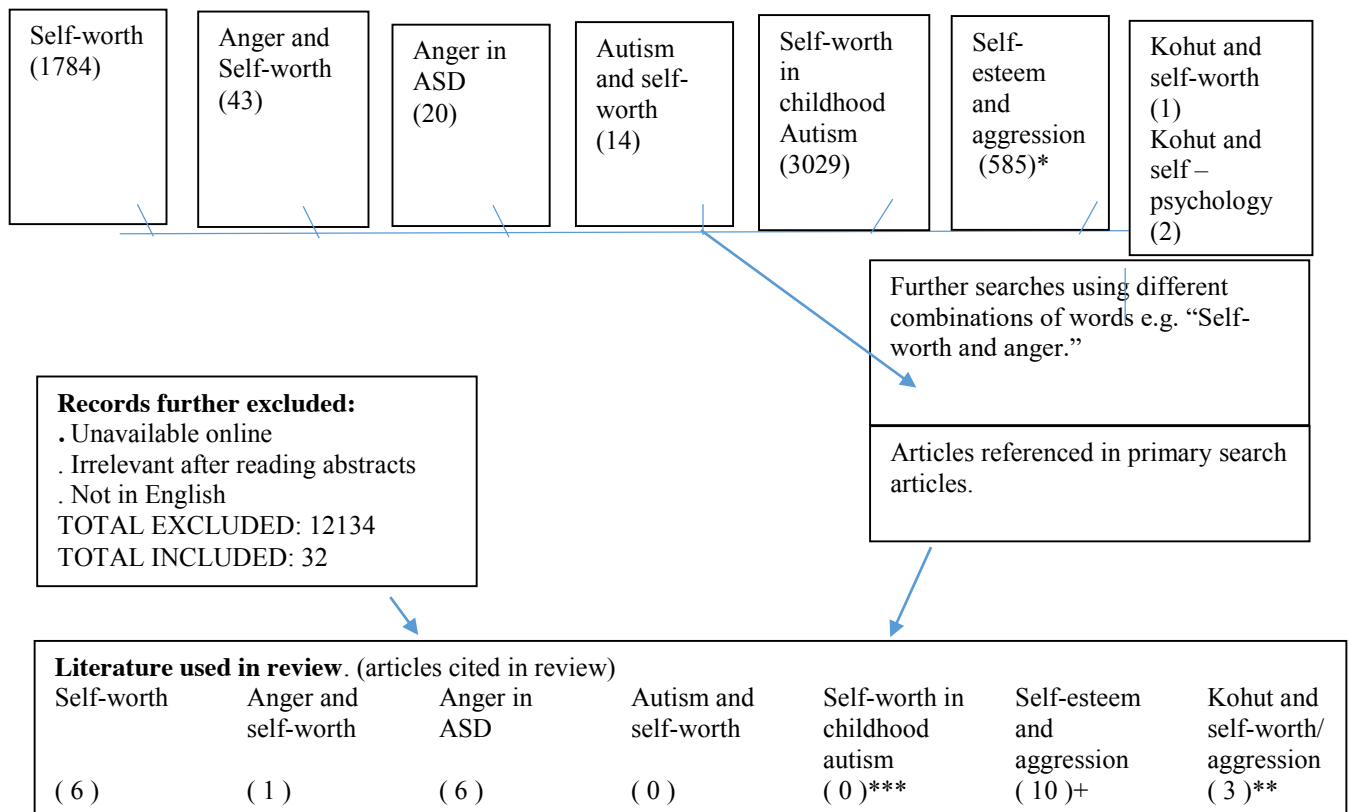 Self-worth
(1784)
Anger and
Self-worth
(43)
Anger in
ASD
(20)
Autism
and self-
worth
(14)
Self-worth
in
childhood
Autism
(3029)
Self-
esteem
and
aggression
(585)*
Kohut and
self-worth
(1)
Kohut and
self –
psychology
(2)
Further searches using different
combinations of words e.g. “Self-
worth and anger.”
Articles referenced in primary search
articles.
Records further excluded:
. Unavailable online
. Irrelevant after reading abstracts
. Not in English
TOTAL EXCLUDED: 12134
TOTAL INCLUDED: 32
Literature used in review. (articles cited in review)
Self-worth
( 6 )
Anger and
self-worth
( 1 )
Anger in
ASD
( 6 )
Autism and
self-worth
( 0 )
Self-worth in
childhood
autism
( 0 )***
Self-esteem
and
aggression
( 10 )+
Kohut and
self-worth/
aggression
( 3 )**